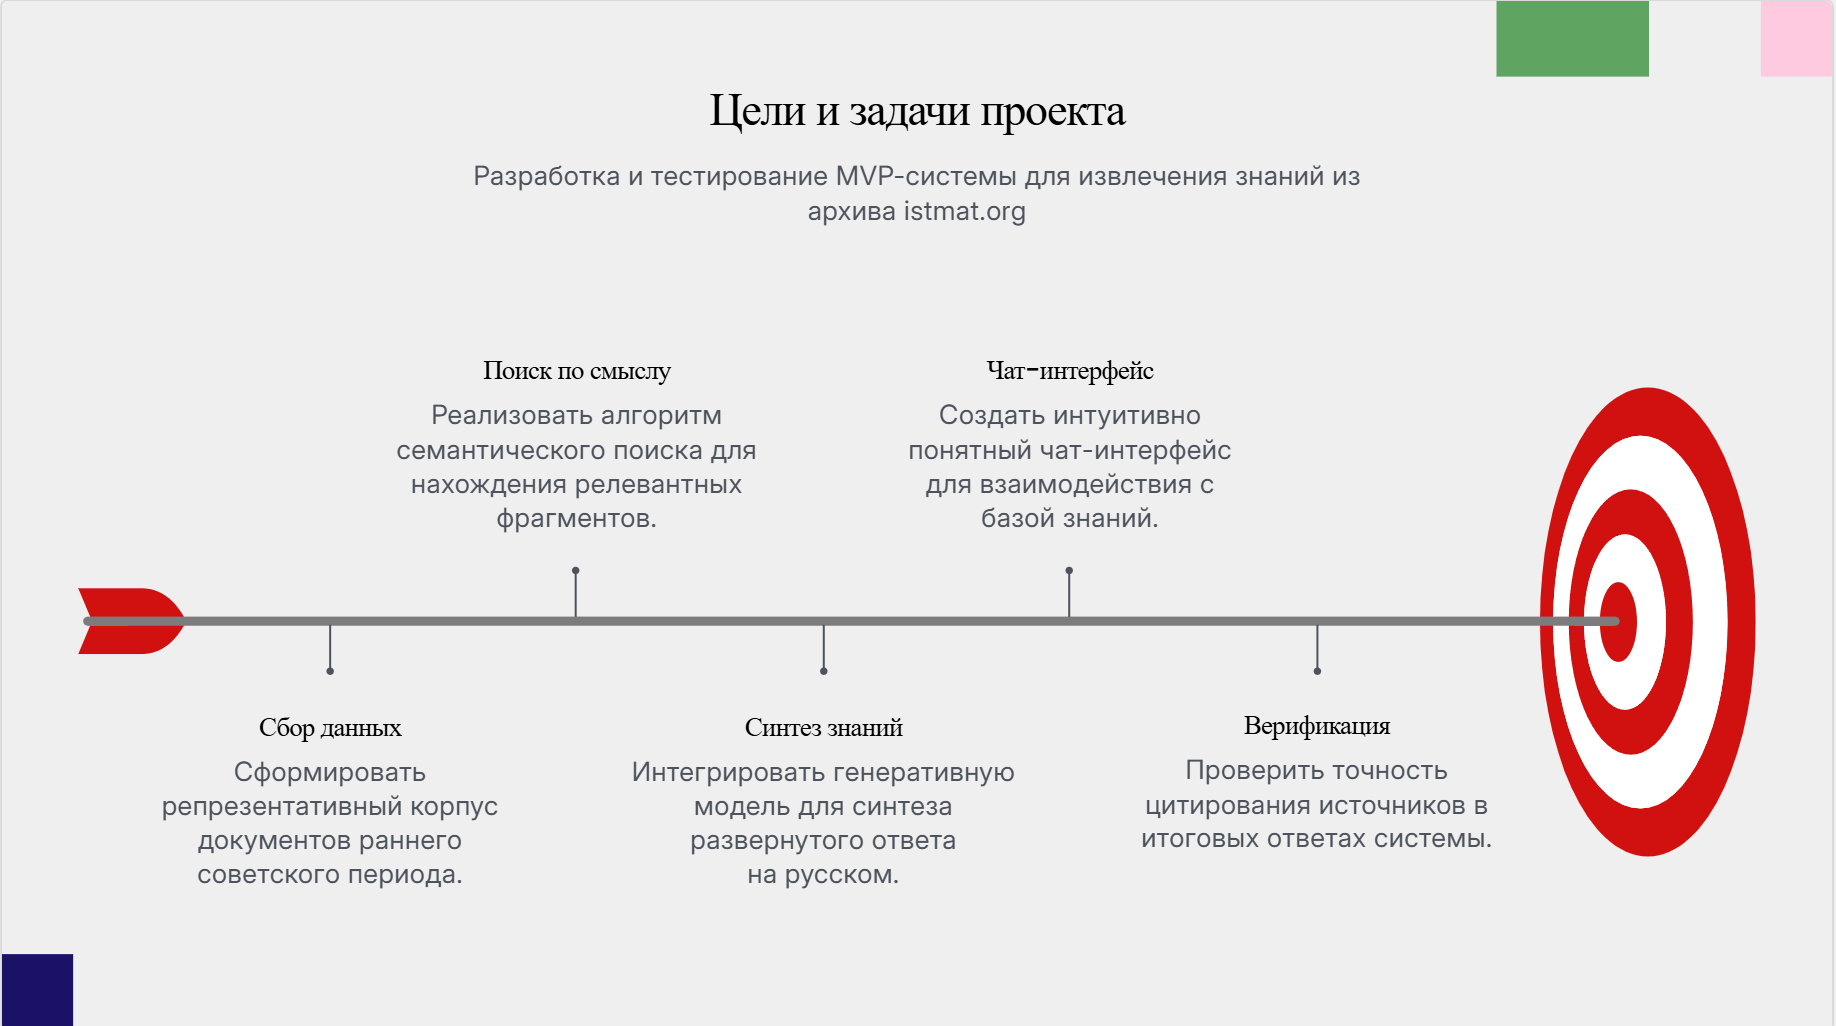 Цели и задачи проекта
Разработка и тестирование MVP-системы для извлечения знаний из
архива istmat.org
Поиск по смыслу
Реализовать алгоритм
семантического поиска для
нахождения релевантных
фрагментов.
Чат-интерфейс
Создать интуитивно
понятный чат-интерфейс
для взаимодействия с
базой знаний.
Сбор данных
Сформировать
репрезентативный корпус
документов раннего
советского периода.
Синтез знаний
Интегрировать генеративную
модель для синтеза
развернутого ответа
на русском.
Верификация
Проверить точность
цитирования источников в
итоговых ответах системы.